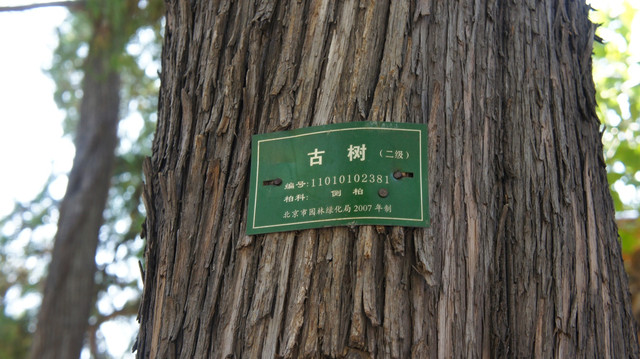 古 树 （二级）
编号:11010102381
柏科: 侧 柏
北京市园林绿化局2007年制